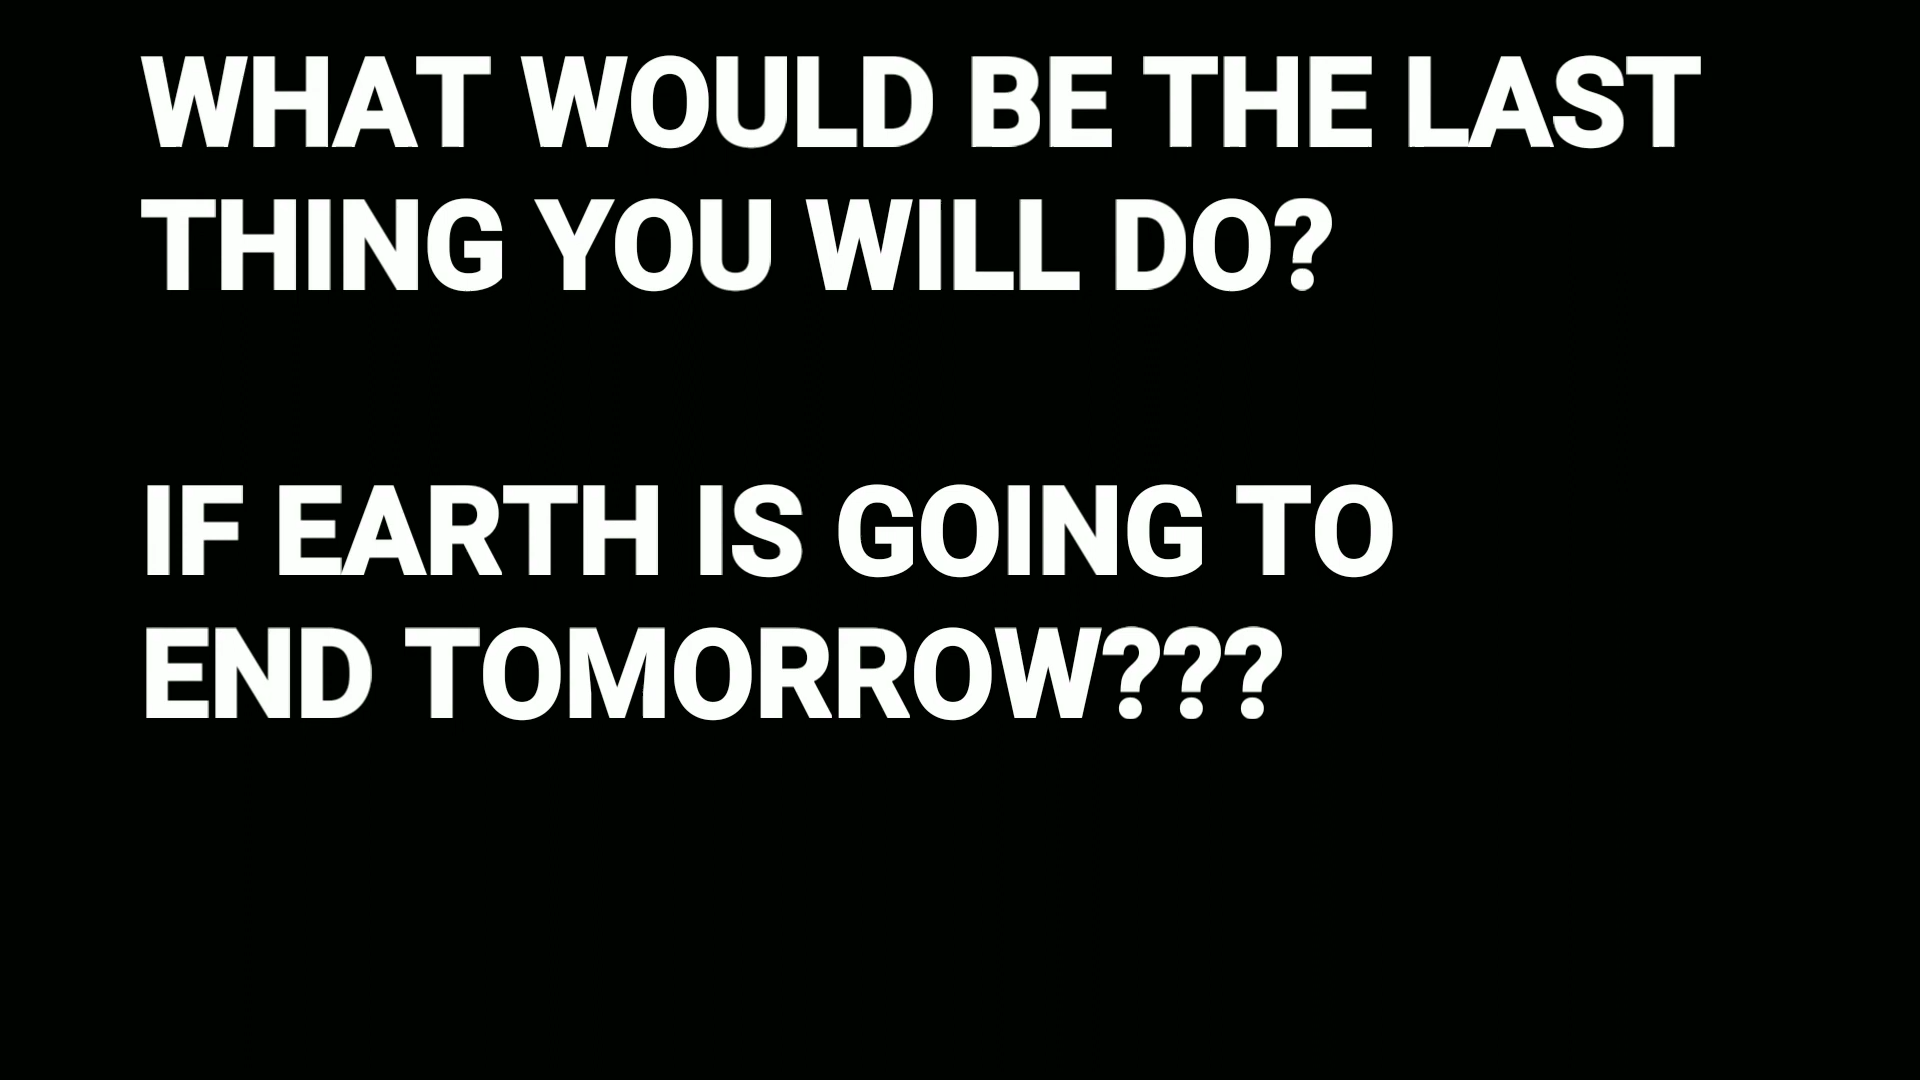 WHAT WOULD BE THE LAST
THING YOU WILL DO?
IF EARTH IS GOING TO
END TOMORROW???